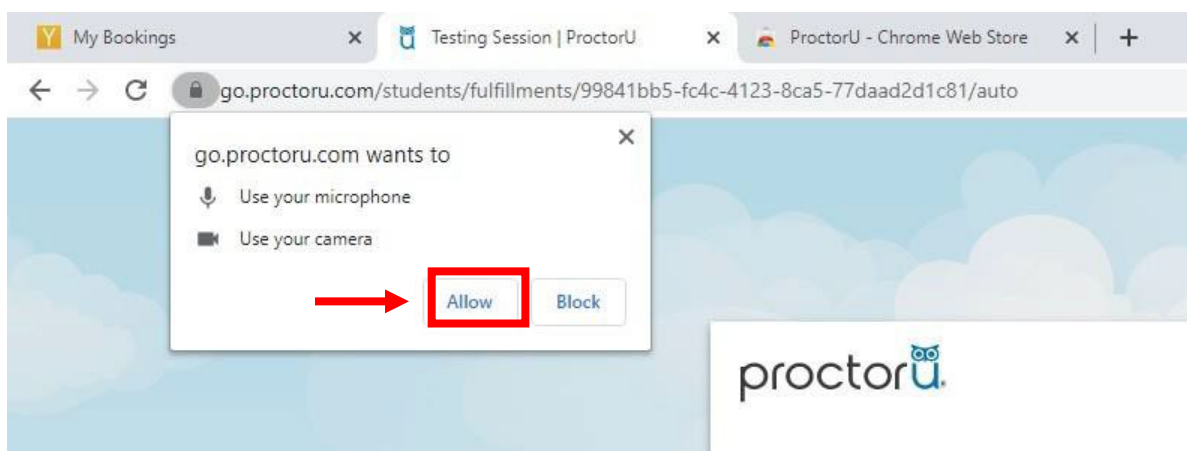 My Bookings
Testing Session | ProctorU
ProctorU - Chrome Web Store
go.proctoru.com/students/fulfillments/99841bb5-fc4c-4123-8ca5-77daad2d1c81/auto
go.proctoru.com wants to
Use your microphone
Use your camera
Allow Block
proctorU